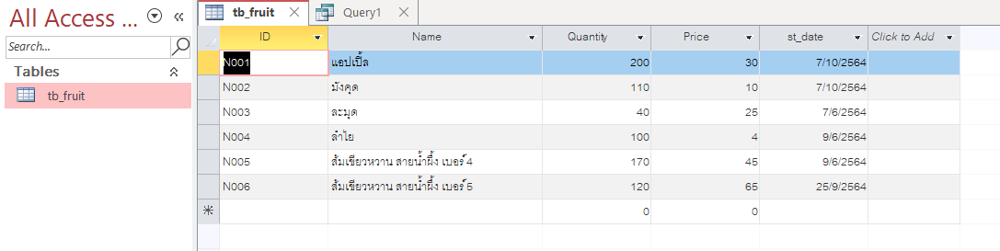 All Access ...
Search...
Tables
tb_fruit
tb_fruit Query1
ID Name Quantity Price st_date Click to Add
N001 แอปเปิ้ล 200 30 7/10/2564
N002 มังคุด 110 10 7/10/2564
N003 ละมุด 40 25 7/6/2564
N004 ลำไย 100 4 9/6/2564
N005 ส้มเขียวหวาน สายน้ำผึ้ง เบอร์ 4 170 45 9/6/2564
N006 ส้มเขียวหวาน สายน้ำผึ้ง เบอร์ 5 120 65 25/9/2564
0 0